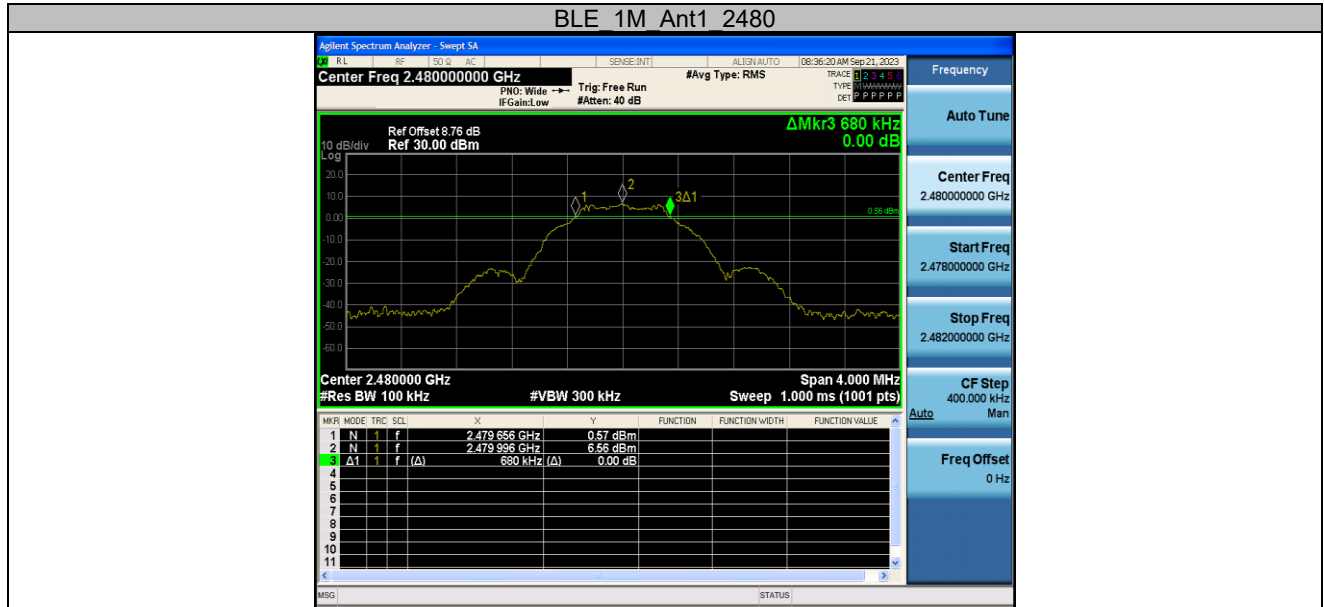 BLE_1M_Ant1_2480
Agilent Spectrum Analyzer - Swept SA
RL RF 50 Ω AC SENSE:INT ALIGN AUTO 08:36:20 AM Sep 21, 2023
Center Freq 2.480000000 GHz
#Avg Type: RMS
TRACE 1 2 3 4 5 6
PNO: Wide
Trig: Free Run
TYPE M WWWWW
IFGain:Low
#Atten: 40 dB
DET P P P P P P
ΔMkr3 680 kHz
0.00 dB
Ref Offset 8.76 dB
10 dB/div Ref 30.00 dBm
Log
20.0
10.0
0.00
-10.0
-20.0
-30.0
-40.0
-50.0
-60.0
1
2
3Δ1
0.56 dBm
Center 2.480000 GHz Span 4.000 MHz
#Res BW 100 kHz #VBW 300 kHz Sweep 1.000 ms (1001 pts)
MKR MODE TRC SCL X Y FUNCTION FUNCTION WIDTH FUNCTION VALUE
1 N 1 f 2.479 656 GHz 0.57 dBm
2 N 1 f 2.479 996 GHz 6.56 dBm
3 Δ1 1 f (Δ) 680 kHz (Δ) 0.00 dB
4
5
6
7
8
9
10
11
MSG STATUS
Frequency
Auto Tune
Center Freq
2.480000000 GHz
Start Freq
2.478000000 GHz
Stop Freq
2.482000000 GHz
CF Step
400.000 kHz
Auto Man
Freq Offset
0 Hz